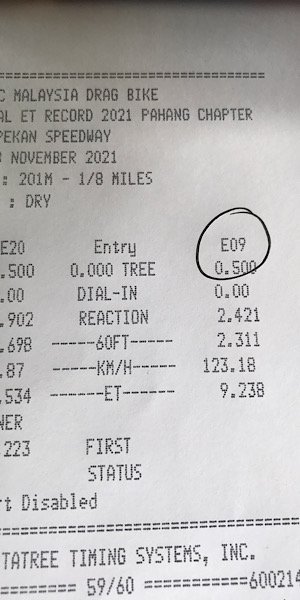 C MALAYSIA DRAG BIKE
AL ET RECORD 2021 PAHANG CHAPTER
PEKAN SPEEDWAY
NOVEMBER 2021
: 201M - 1/8 MILES
: DRY
E20 Entry E09
.500 0.000 TREE 0.500
.00 DIAL-IN 0.00
.902 REACTION 2.421
.698 -----60FT----- 2.311
.87 -----KM/H----- 123.18
.534 ------ET------ 9.238
NER
.223 FIRST
STATUS
rt Disabled
TATREE TIMING SYSTEMS, INC.
======== 59/60 ===========600214